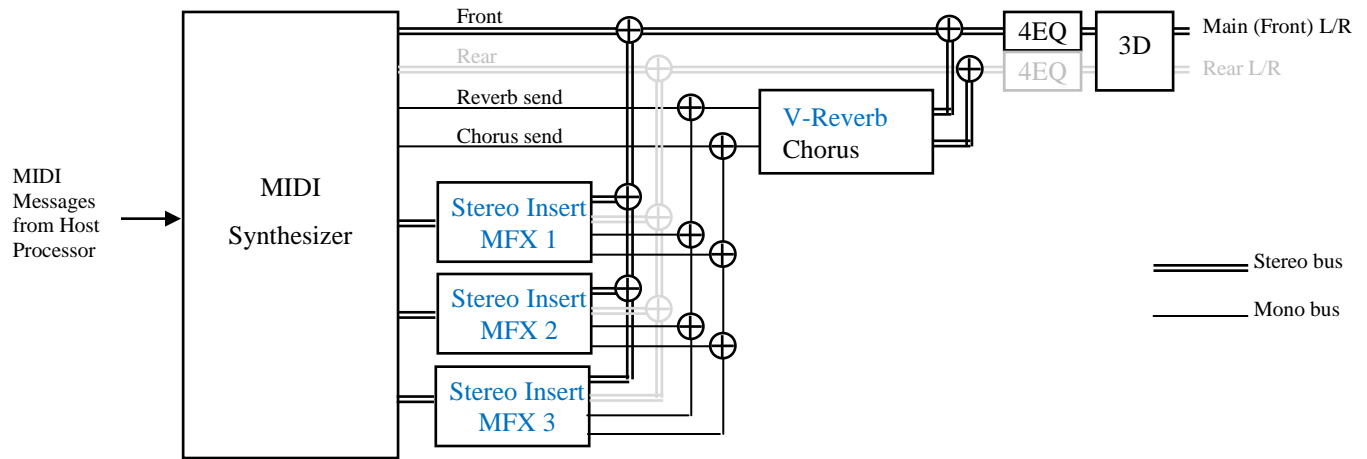 Front
4EQ
3D
Main (Front) L/R
Rear
4EQ
Rear L/R
Reverb send
Chorus send
V-Reverb
Chorus
MIDI
Messages
from Host
Processor
MIDI
Synthesizer
Stereo Insert
MFX 1
Stereo Insert
MFX 2
Stereo Insert
MFX 3
Stereo bus
Mono bus